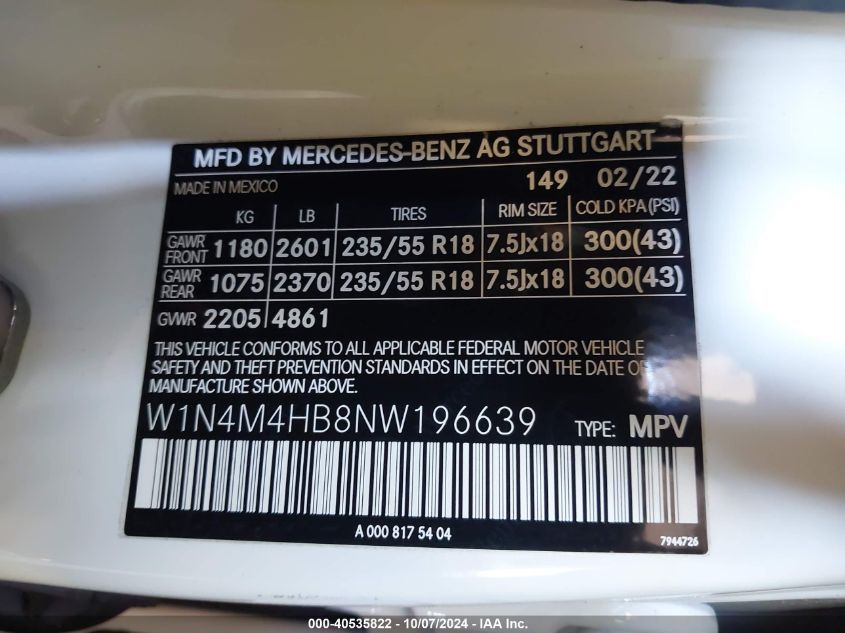 MFD BY MERCEDES-BENZ AG STUTTGART
MADE IN MEXICO 149 02/22
KG LB TIRES RIM SIZE COLD KPA (PSI)
GAWR FRONT 1180 2601 235/55 R18 7.5Jx18 300(43)
GAWR REAR 1075 2370 235/55 R18 7.5Jx18 300(43)
GVWR 2205 4861
THIS VEHICLE CONFORMS TO ALL APPLICABLE FEDERAL MOTOR VEHICLE
SAFETY AND THEFT PREVENTION STANDARDS IN EFFECT ON THE DATE OF
MANUFACTURE SHOWN ABOVE.
W1N4M4HB8NW196639 TYPE: MPV
A 000 817 54 04
7944726
000-40535822 - 10/07/2024 - IAA Inc.